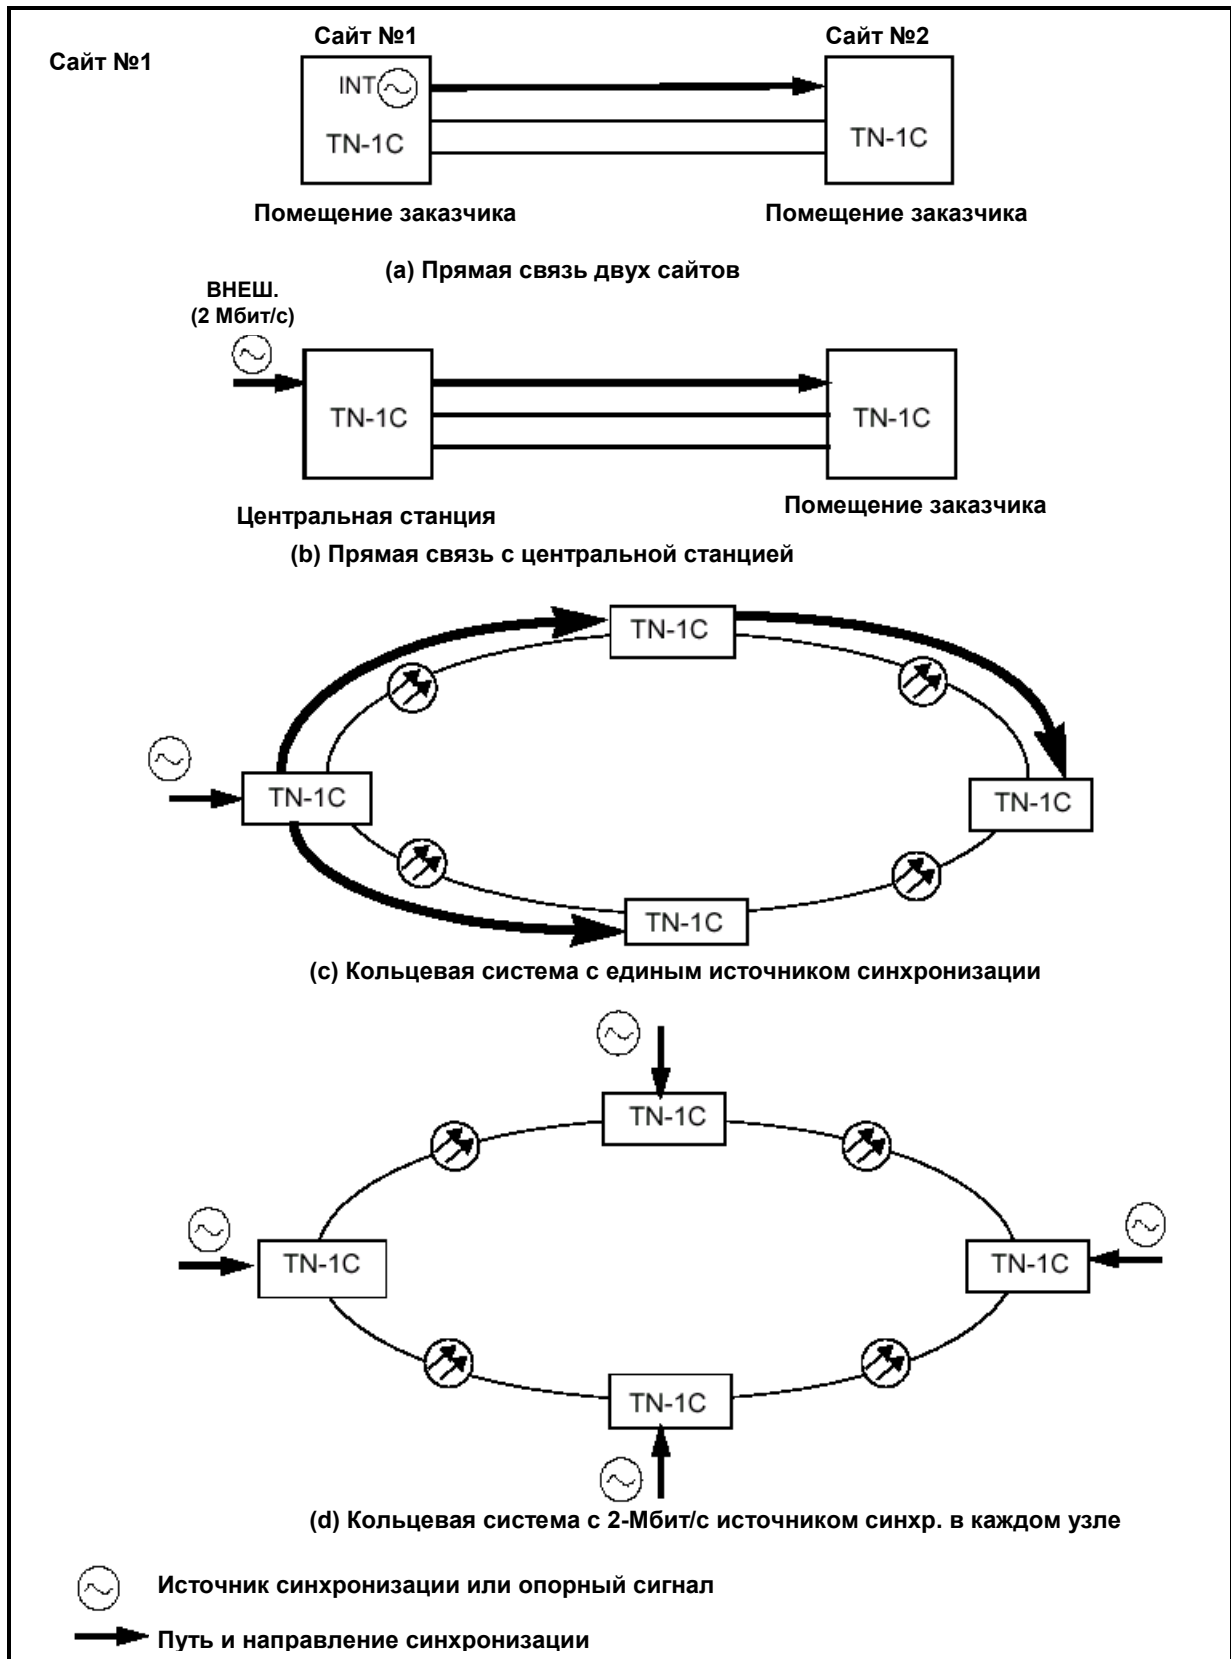 Сайт №1
Сайт №1
Сайт №2
INT
TN-1C
TN-1C
Помещение заказчика
Помещение заказчика
(a) Прямая связь двух сайтов
ВНЕШ.
(2 Мбит/с)
TN-1C
TN-1C
Центральная станция
Помещение заказчика
(b) Прямая связь с центральной станцией
TN-1C
TN-1C
TN-1C
TN-1C
(c) Кольцевая система с единым источником синхронизации
TN-1C
TN-1C
TN-1C
TN-1C
(d) Кольцевая система с 2-Мбит/с источником синхр. в каждом узле
Источник синхронизации или опорный сигнал
Путь и направление синхронизации